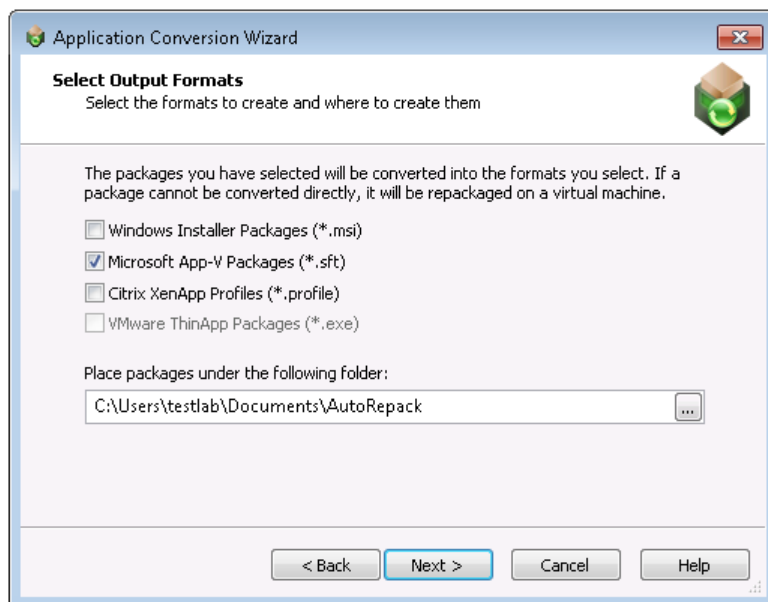 Application Conversion Wizard
Select Output Formats
Select the formats to create and where to create them
The packages you have selected will be converted into the formats you select. If a
package cannot be converted directly, it will be repackaged on a virtual machine.
Windows Installer Packages (*.msi)
Microsoft App-V Packages (*.sft)
Citrix XenApp Profiles (*.profile)
VMware ThinApp Packages (*.exe)
Place packages under the following folder:
C:\Users\testlab\Documents\AutoRepack
...
< Back Next > Cancel Help